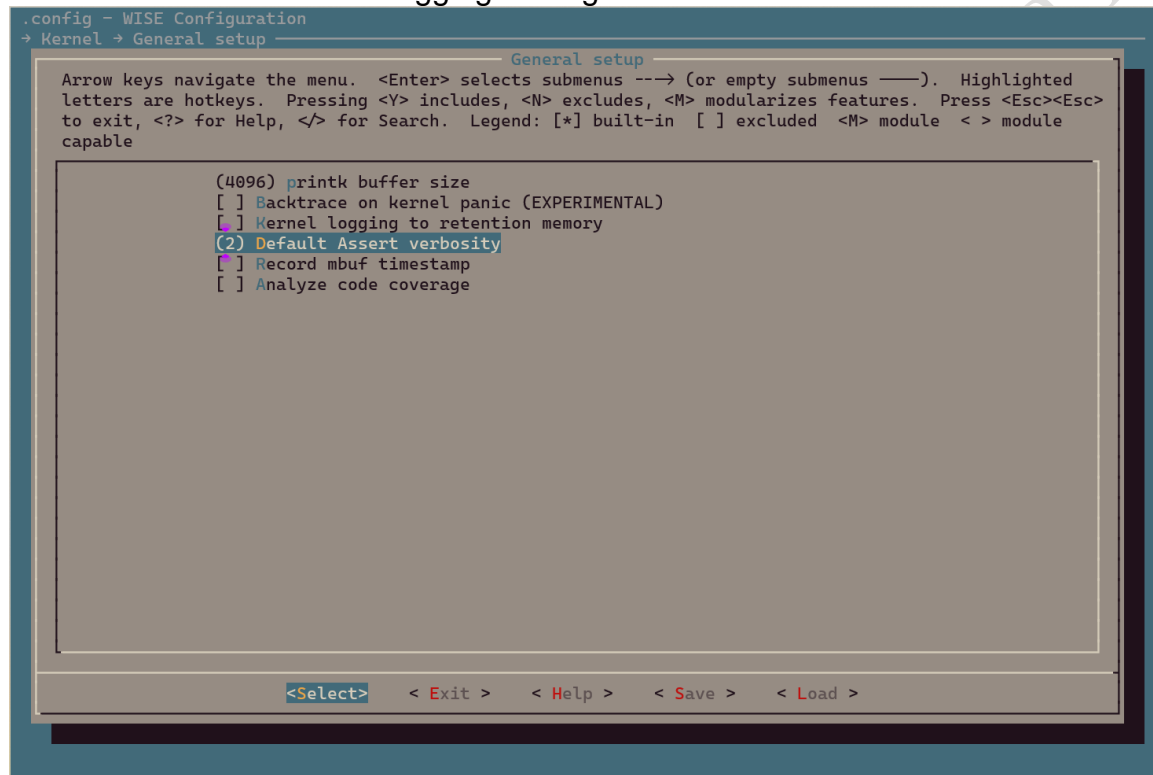 .config - WISE Configuration
→ Kernel → General setup
General setup
Arrow keys navigate the menu.  <Enter> selects submenus ---> (or empty submenus ----).  Highlighted
letters are hotkeys.  Pressing <Y> includes, <N> excludes, <M> modularizes features.  Press <Esc><Esc>
to exit, <?> for Help, </> for Search.  Legend: [*] built-in  [ ] excluded  <M> module  < > module
capable
(4096) printk buffer size
[ ] Backtrace on kernel panic (EXPERIMENTAL)
[ ] Kernel logging to retention memory
(2) Default Assert verbosity
[ ] Record mbuf timestamp
[ ] Analyze code coverage
<Select>    < Exit >    < Help >    < Save >    < Load >